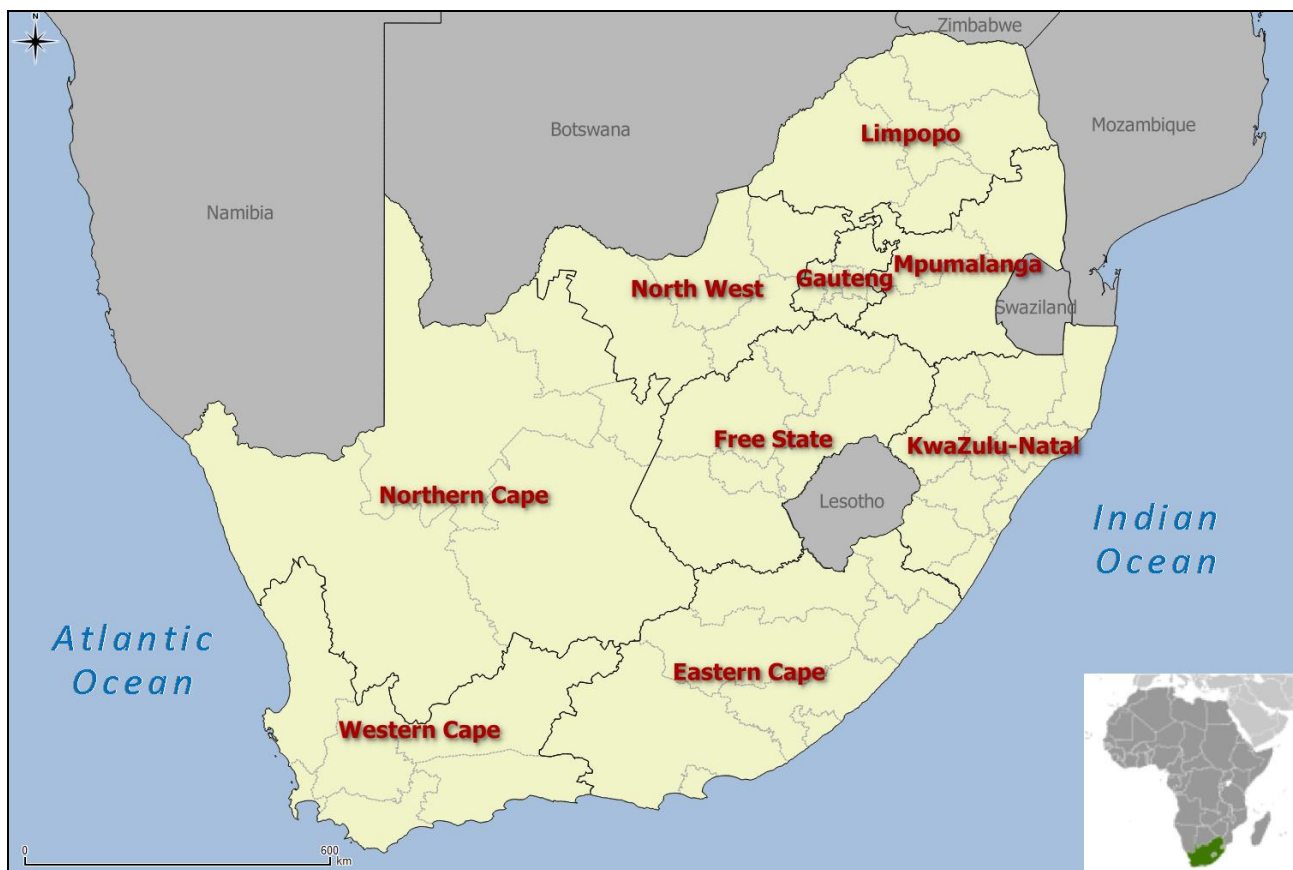 N
Zimbabwe
Mozambique
Botswana
Limpopo
Namibia
Mpumalanga
Gauteng
North West
Swaziland
Free State
KwaZulu-Natal
Northern Cape
Lesotho
Indian
Ocean
Atlantic
Ocean
Eastern Cape
Western Cape
0
600
km